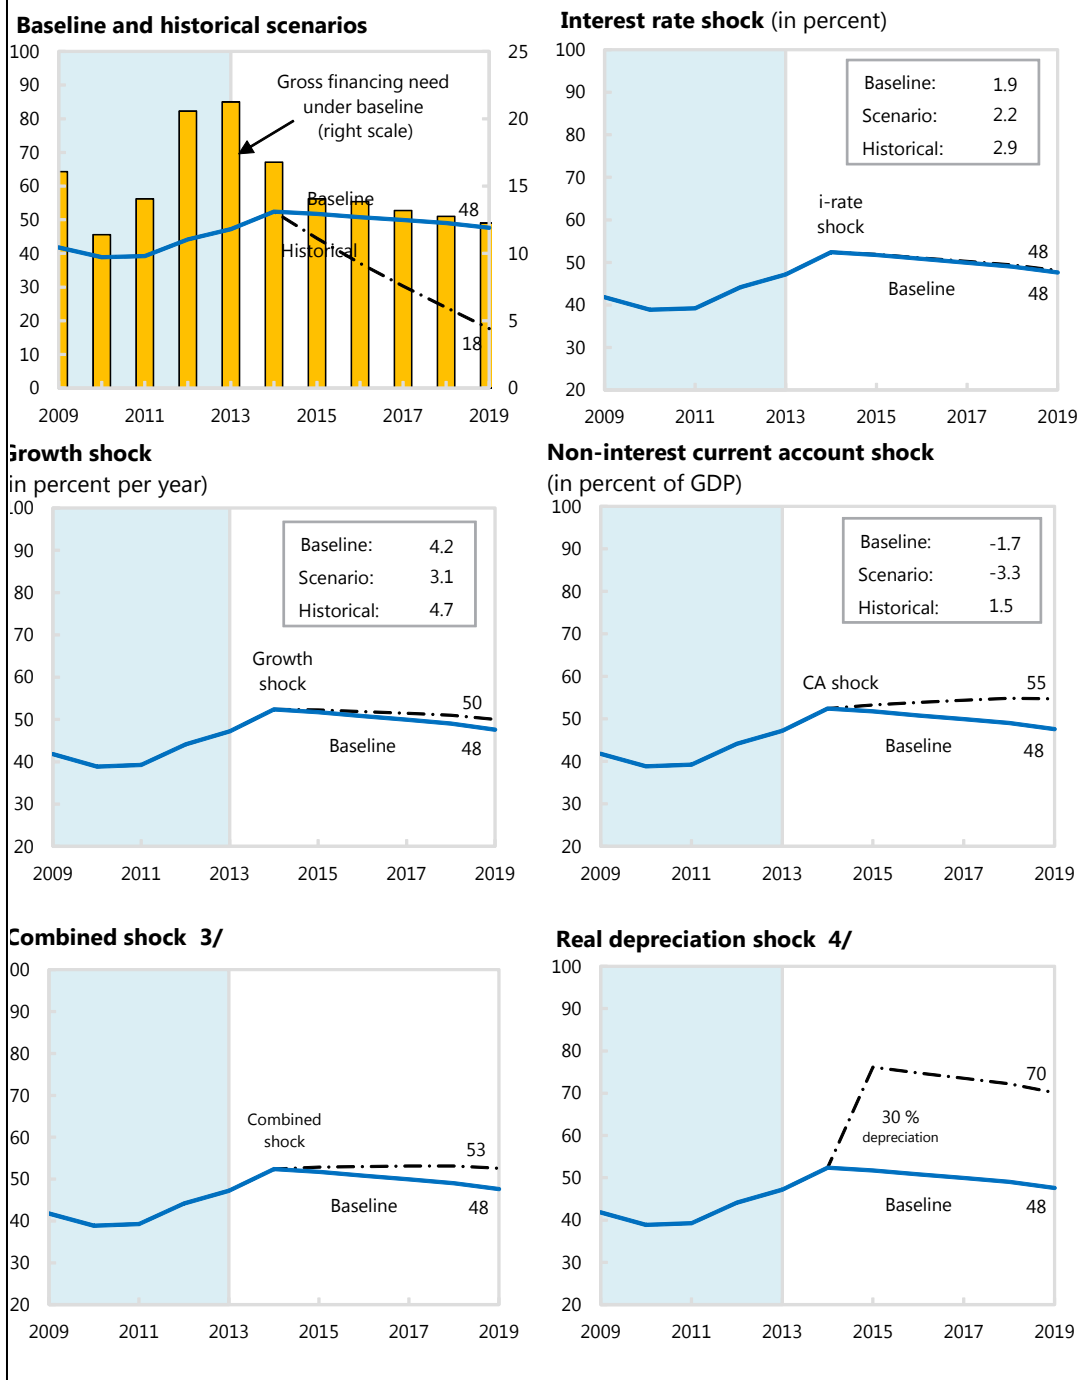 Baseline and historical scenarios
100
90
80
70
60
50
40
30
20
10
0
25
20
15
10
5
0
Gross financing need
under baseline
(right scale)
Baseline
48
Historical
18
2009 2011 2013 2015 2017 2019
Interest rate shock (in percent)
100
90
80
70
60
50
40
30
20
Baseline: 1.9
Scenario: 2.2
Historical: 2.9
i-rate
shock
48
Baseline
48
2009 2011 2013 2015 2017 2019
Growth shock
in percent per year)
00
90
80
70
60
50
40
30
20
Baseline: 4.2
Scenario: 3.1
Historical: 4.7
Growth
shock
50
Baseline
48
2009 2011 2013 2015 2017 2019
Non-interest current account shock
(in percent of GDP)
100
90
80
70
60
50
40
30
20
Baseline: -1.7
Scenario: -3.3
Historical: 1.5
CA shock
55
Baseline
48
2009 2011 2013 2015 2017 2019
Combined shock 3/
00
90
80
70
60
50
40
30
20
Combined
shock
53
Baseline
48
2009 2011 2013 2015 2017 2019
Real depreciation shock 4/
100
90
80
70
60
50
40
30
20
70
30 %
depreciation
Baseline
48
2009 2011 2013 2015 2017 2019